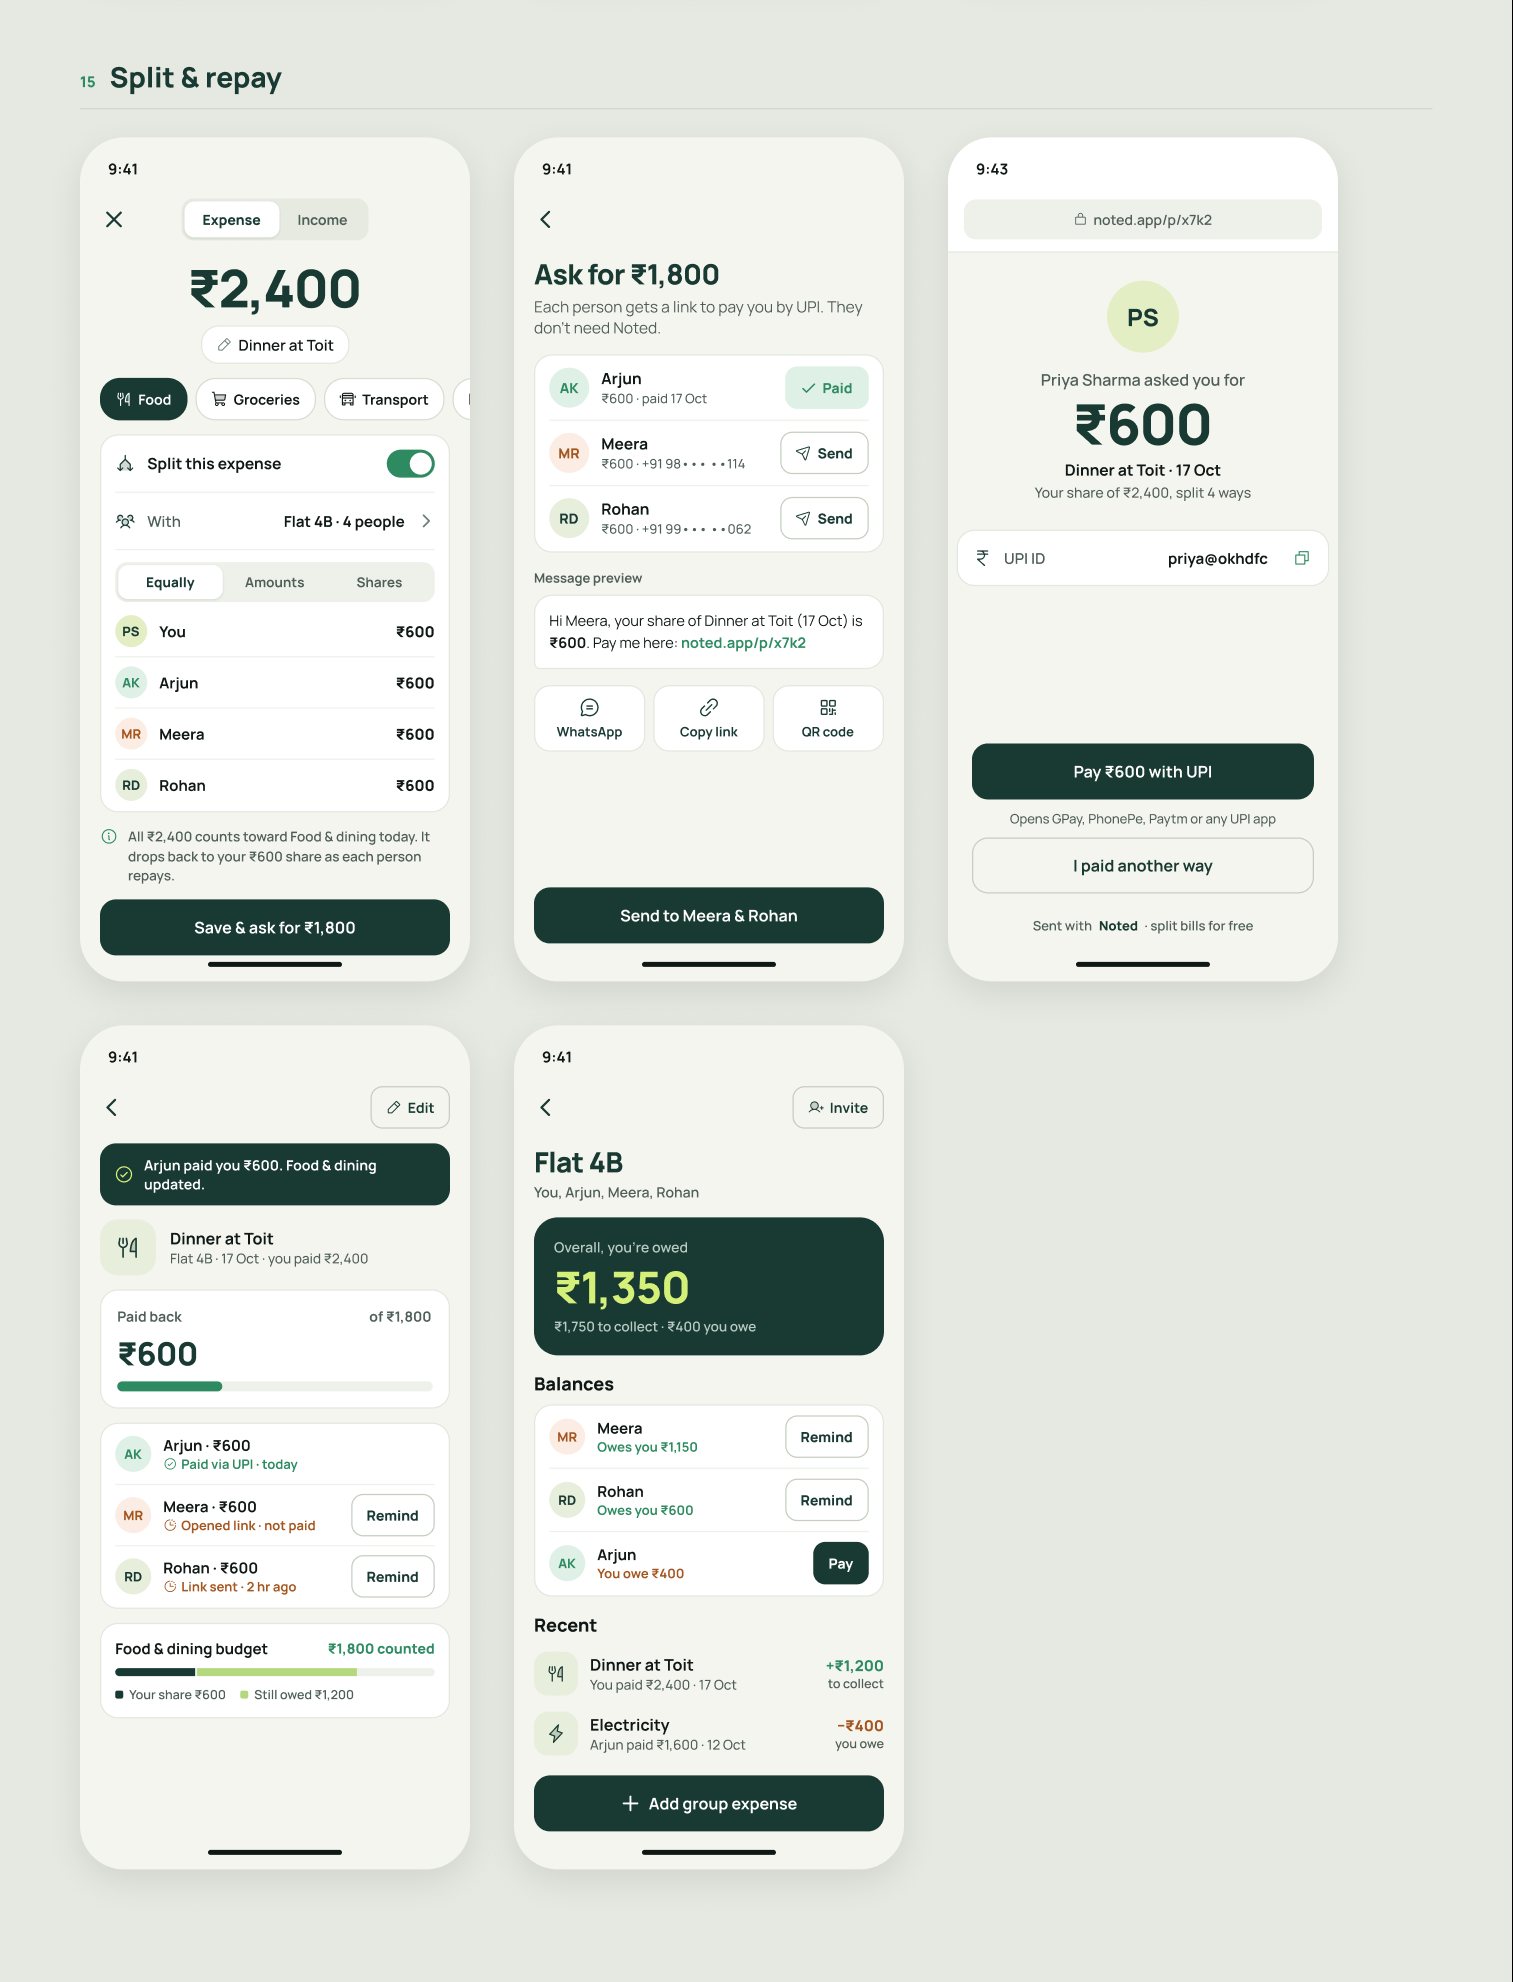 15 Split & repay
9:41
Expense Income
₹2,400
Dinner at Toit
Food Groceries Transport
Split this expense
With Flat 4B · 4 people
Equally Amounts Shares
PS You ₹600
AK Arjun ₹600
MR Meera ₹600
RD Rohan ₹600
All ₹2,400 counts toward Food & dining today. It
drops back to your ₹600 share as each person
repays.
Save & ask for ₹1,800
9:41
Ask for ₹1,800
Each person gets a link to pay you by UPI. They
don't need Noted.
AK Arjun
₹600 · paid 17 Oct
Paid
MR Meera
₹600 · +91 98••• ••114
Send
RD Rohan
₹600 · +91 99••• ••062
Send
Message preview
Hi Meera, your share of Dinner at Toit (17 Oct) is
₹600. Pay me here: noted.app/p/x7k2
WhatsApp Copy link QR code
Send to Meera & Rohan
9:43
noted.app/p/x7k2
PS
Priya Sharma asked you for
₹600
Dinner at Toit · 17 Oct
Your share of ₹2,400, split 4 ways
₹ UPI ID priya@okhdfc
Pay ₹600 with UPI
Opens GPay, PhonePe, Paytm or any UPI app
I paid another way
Sent with Noted · split bills for free
9:41
Edit
Arjun paid you ₹600. Food & dining
updated.
Dinner at Toit
Flat 4B · 17 Oct · you paid ₹2,400
Paid back of ₹1,800
₹600
AK Arjun · ₹600
Paid via UPI · today
MR Meera · ₹600
Opened link · not paid
Remind
RD Rohan · ₹600
Link sent · 2 hr ago
Remind
Food & dining budget ₹1,800 counted
Your share ₹600 Still owed ₹1,200
9:41
Invite
Flat 4B
You, Arjun, Meera, Rohan
Overall, you're owed
₹1,350
₹1,750 to collect · ₹400 you owe
Balances
MR Meera
Owes you ₹1,150
Remind
RD Rohan
Owes you ₹600
Remind
AK Arjun
You owe ₹400
Pay
Recent
Dinner at Toit +₹1,200
You paid ₹2,400 · 17 Oct to collect
Electricity −₹400
Arjun paid ₹1,600 · 12 Oct you owe
Add group expense